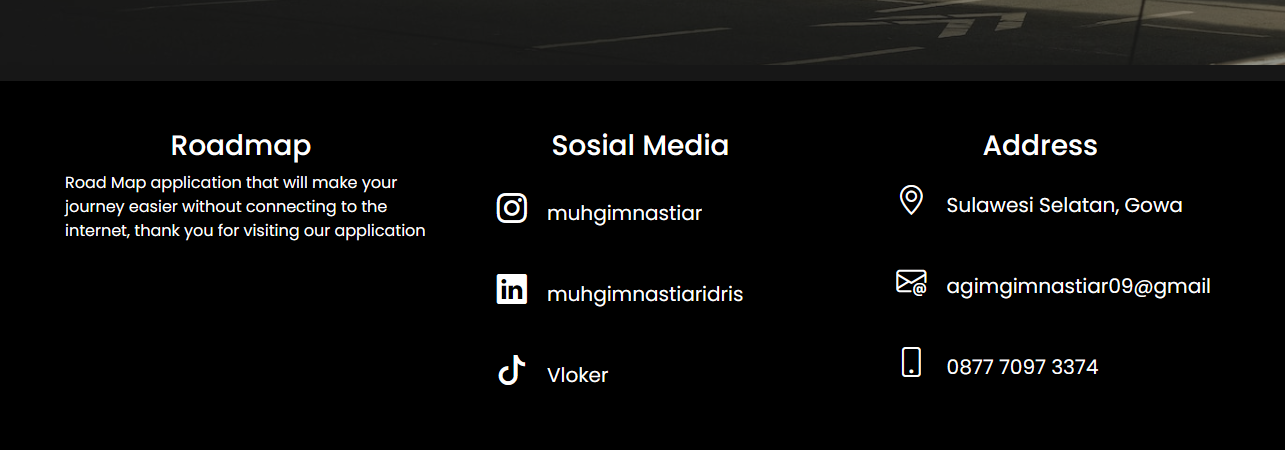 Roadmap
Road Map application that will make your
journey easier without connecting to the
internet, thank you for visiting our application
Sosial Media
muhgimnastiar
muhgimnastiaridris
Vloker
Address
Sulawesi Selatan, Gowa
agimgimnastiar09@gmail
0877 7097 3374